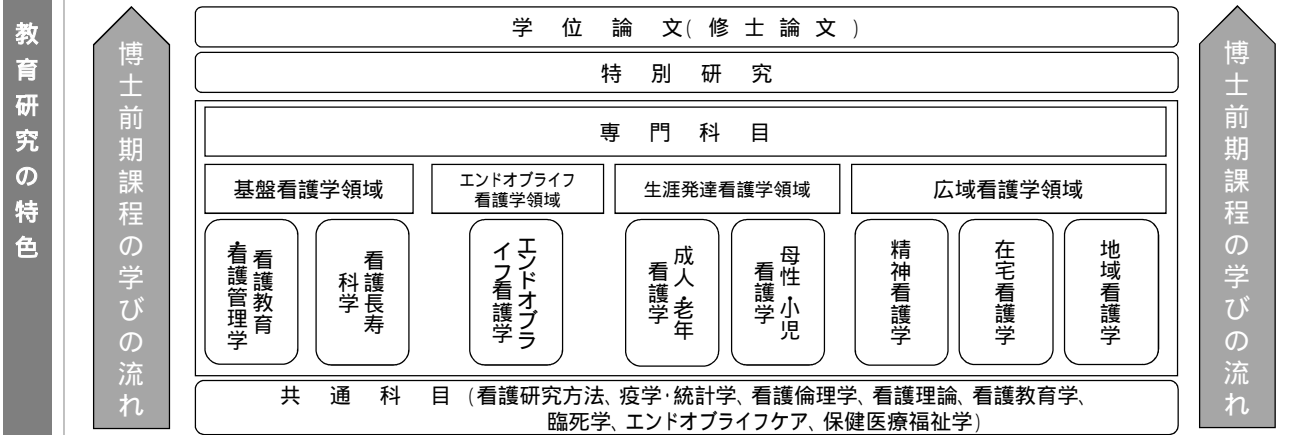 教育研究の特色
博士前期課程の学びの流れ
学位論文(修士論文)
特別研究
専門科目
基盤看護学領域
エンドオブライフ
看護学領域
生涯発達看護学領域
広域看護学領域
看護教育
・看護管理学
看護長寿
科学
エンドオブラ
イフ看護学
成人・老年
看護学
母性・小児
看護学
精神看護学
在宅看護学
地域看護学
共通科目(看護研究方法、疫学・統計学、看護倫理学、看護理論、看護教育学、
臨死学、エンドオブライフケア、保健医療福祉学)
博士前期課程の学びの流れ